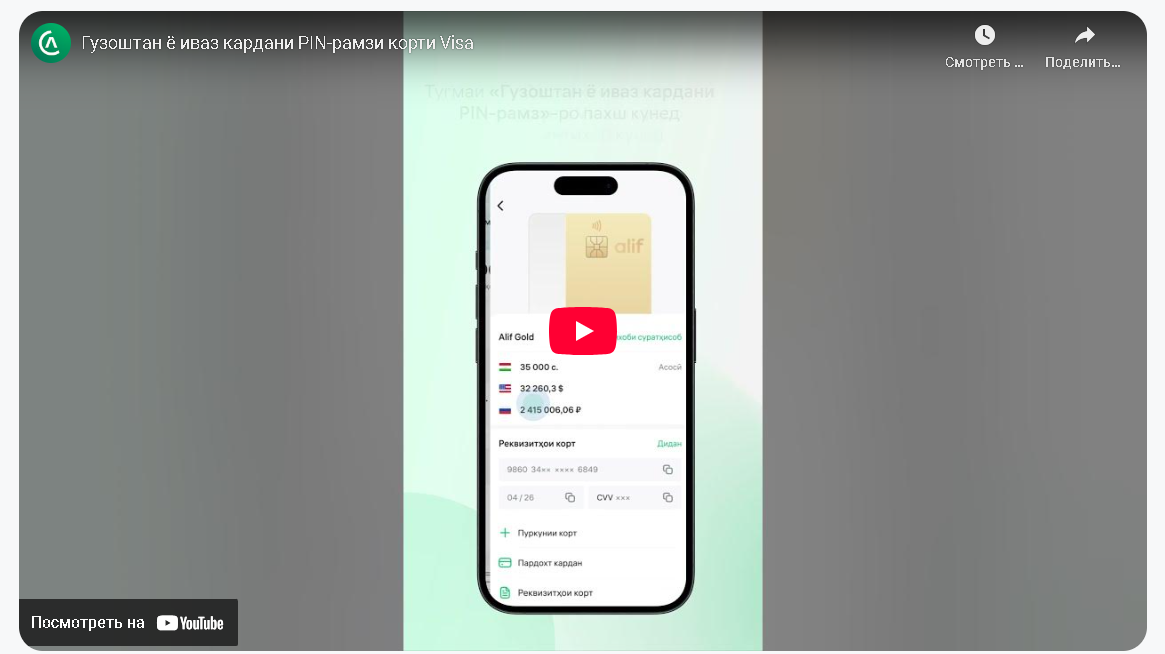 Гузоштан ё иваз кардани PIN-рамзи корти Visa
Смотреть ...
Поделить...
Тугмаи «Гузоштан ё иваз кардани
PIN-рамз»-ро пахш кунед
alif
Alif Gold
хоби суратҳисоб
35 000 с.
Асосӣ
32 260,3 $
2 415 006,06 ₽
Реквизитҳои корт
Дидан
9860 34×× ×××× 6849
04 / 26
CVV ×××
Пуркунии корт
Пардохт кардан
Реквизитҳои корт
Посмотреть на YouTube